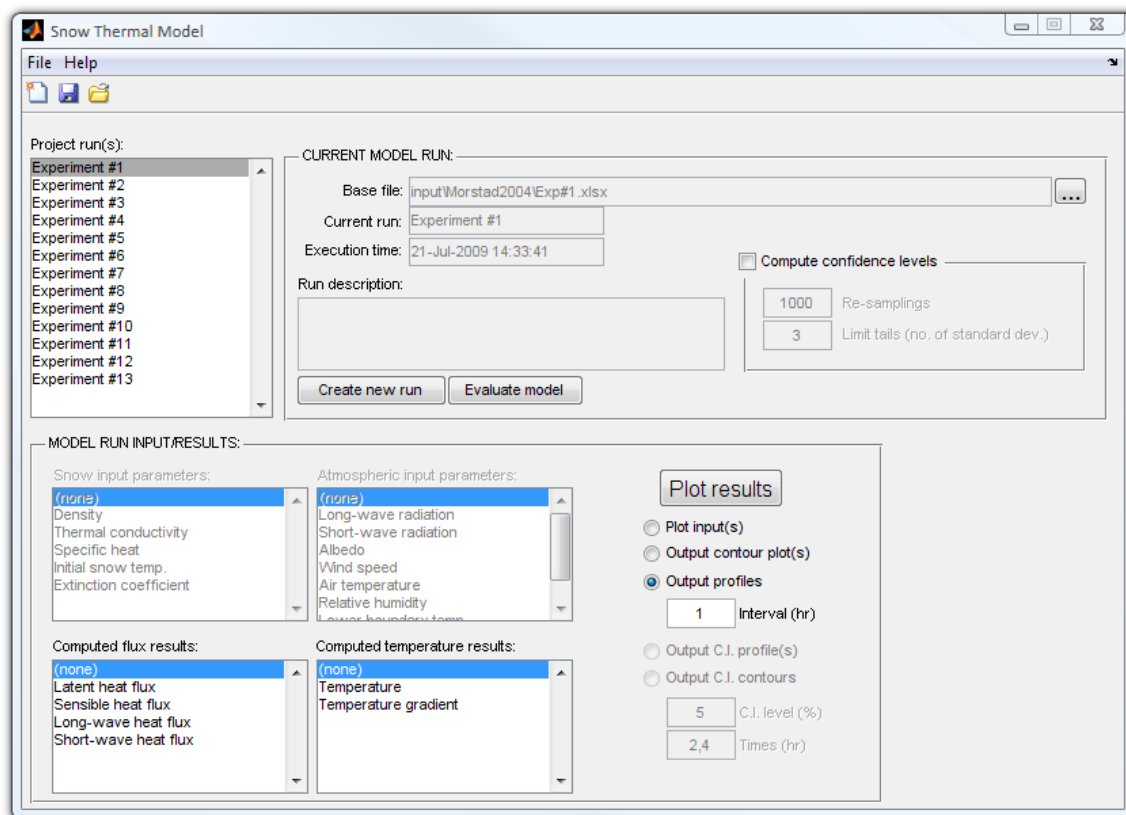 Snow Thermal Model
File Help
Project run(s):
Experiment #1
Experiment #2
Experiment #3
Experiment #4
Experiment #5
Experiment #6
Experiment #7
Experiment #8
Experiment #9
Experiment #10
Experiment #11
Experiment #12
Experiment #13
CURRENT MODEL RUN:
Base file: input\Morstad2004\Exp#1.xlsx ...
Current run: Experiment #1
Execution time: 21-Jul-2009 14:33:41
Run description:
Compute confidence levels
1000 Re-samplings
3 Limit tails (no. of standard dev.)
Create new run Evaluate model
MODEL RUN INPUT/RESULTS:
Snow input parameters:
(none)
Density
Thermal conductivity
Specific heat
Initial snow temp.
Extinction coefficient
Atmospheric input parameters:
(none)
Long-wave radiation
Short-wave radiation
Albedo
Wind speed
Air temperature
Relative humidity
Lower boundary temp
Computed flux results:
(none)
Latent heat flux
Sensible heat flux
Long-wave heat flux
Short-wave heat flux
Computed temperature results:
(none)
Temperature
Temperature gradient
Plot results
Plot input(s)
Output contour plot(s)
Output profiles
1 Interval (hr)
Output C.I. profile(s)
Output C.I. contours
5 C.I. level (%)
2,4 Times (hr)